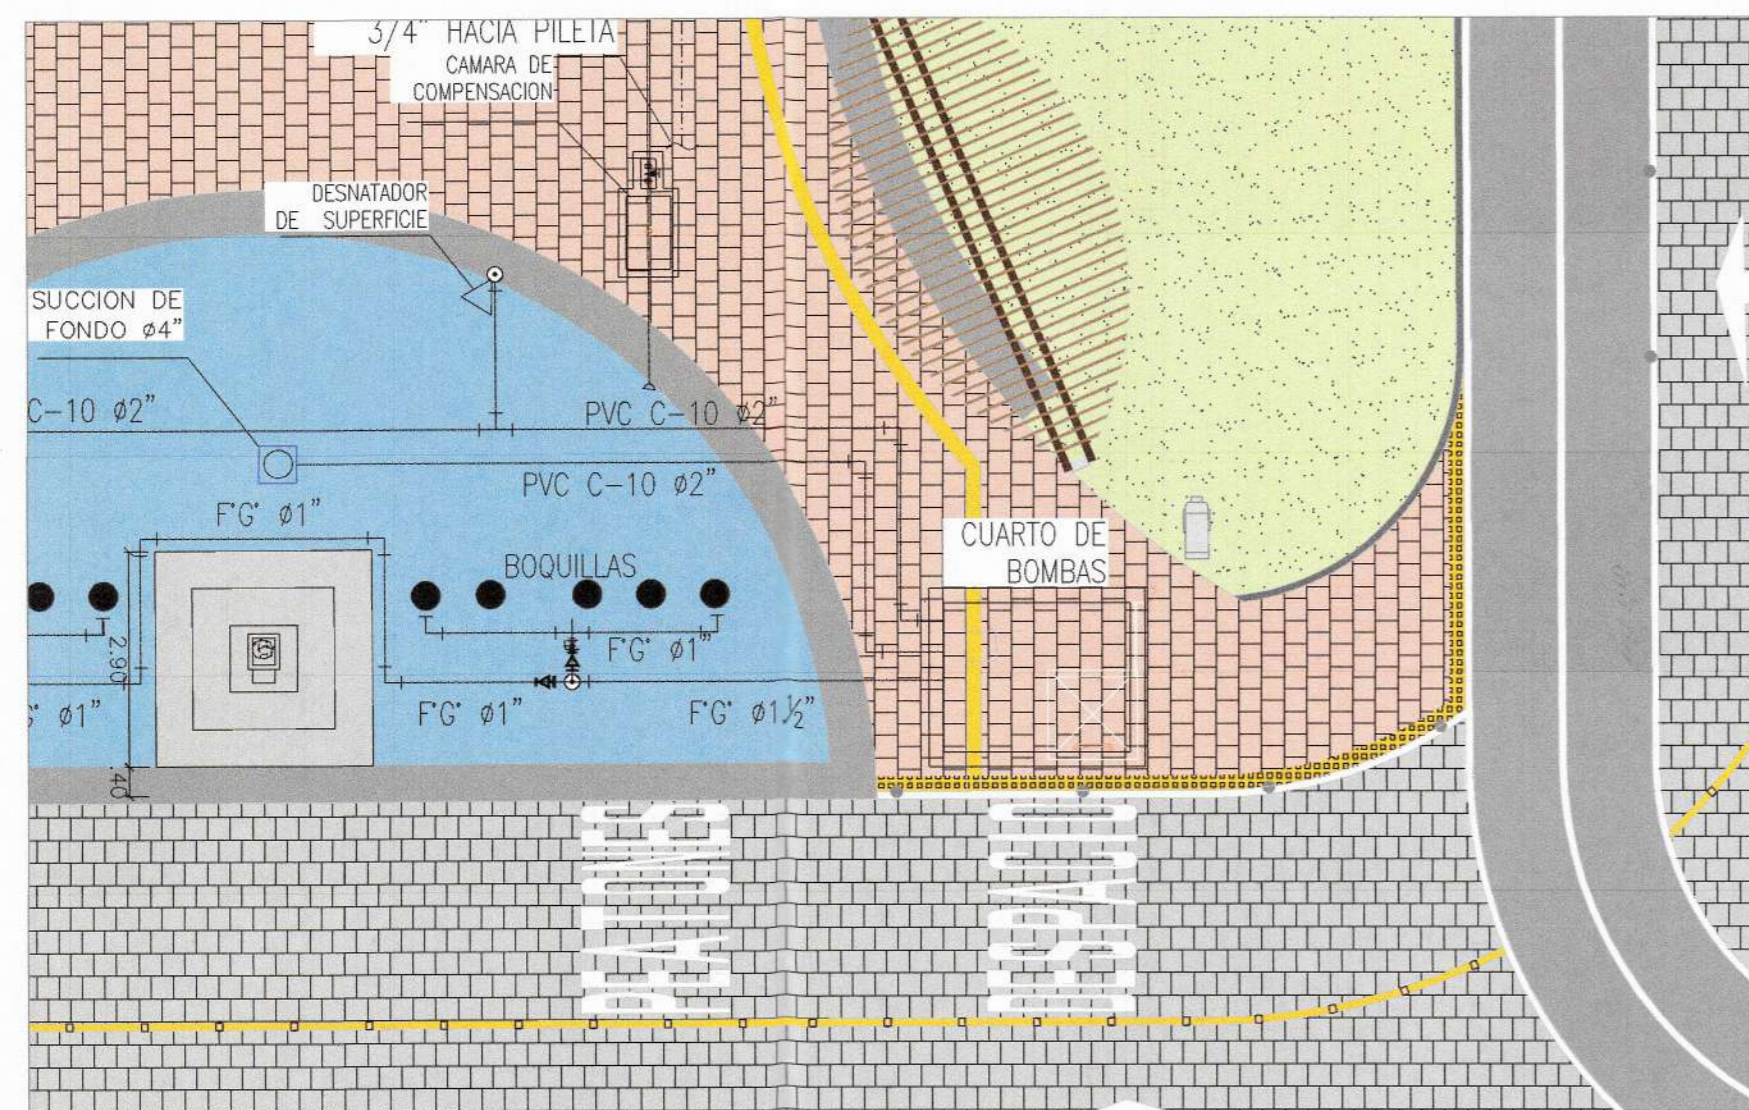 3/4" HACIA PILETA
CAMARA DE
COMPENSACION
DESNATADOR
DE SUPERFICIE
SUCCION DE
FONDO ø4"
C-10 ø2"
PVC C-10 ø2"
PVC C-10 ø2"
F°G° ø1"
BOQUILLAS
CUARTO DE
BOMBAS
F°G° ø1"
2.90
G° ø1"
F°G° ø1"
F°G° ø1½"
.40
PEATONES
DESPACIO